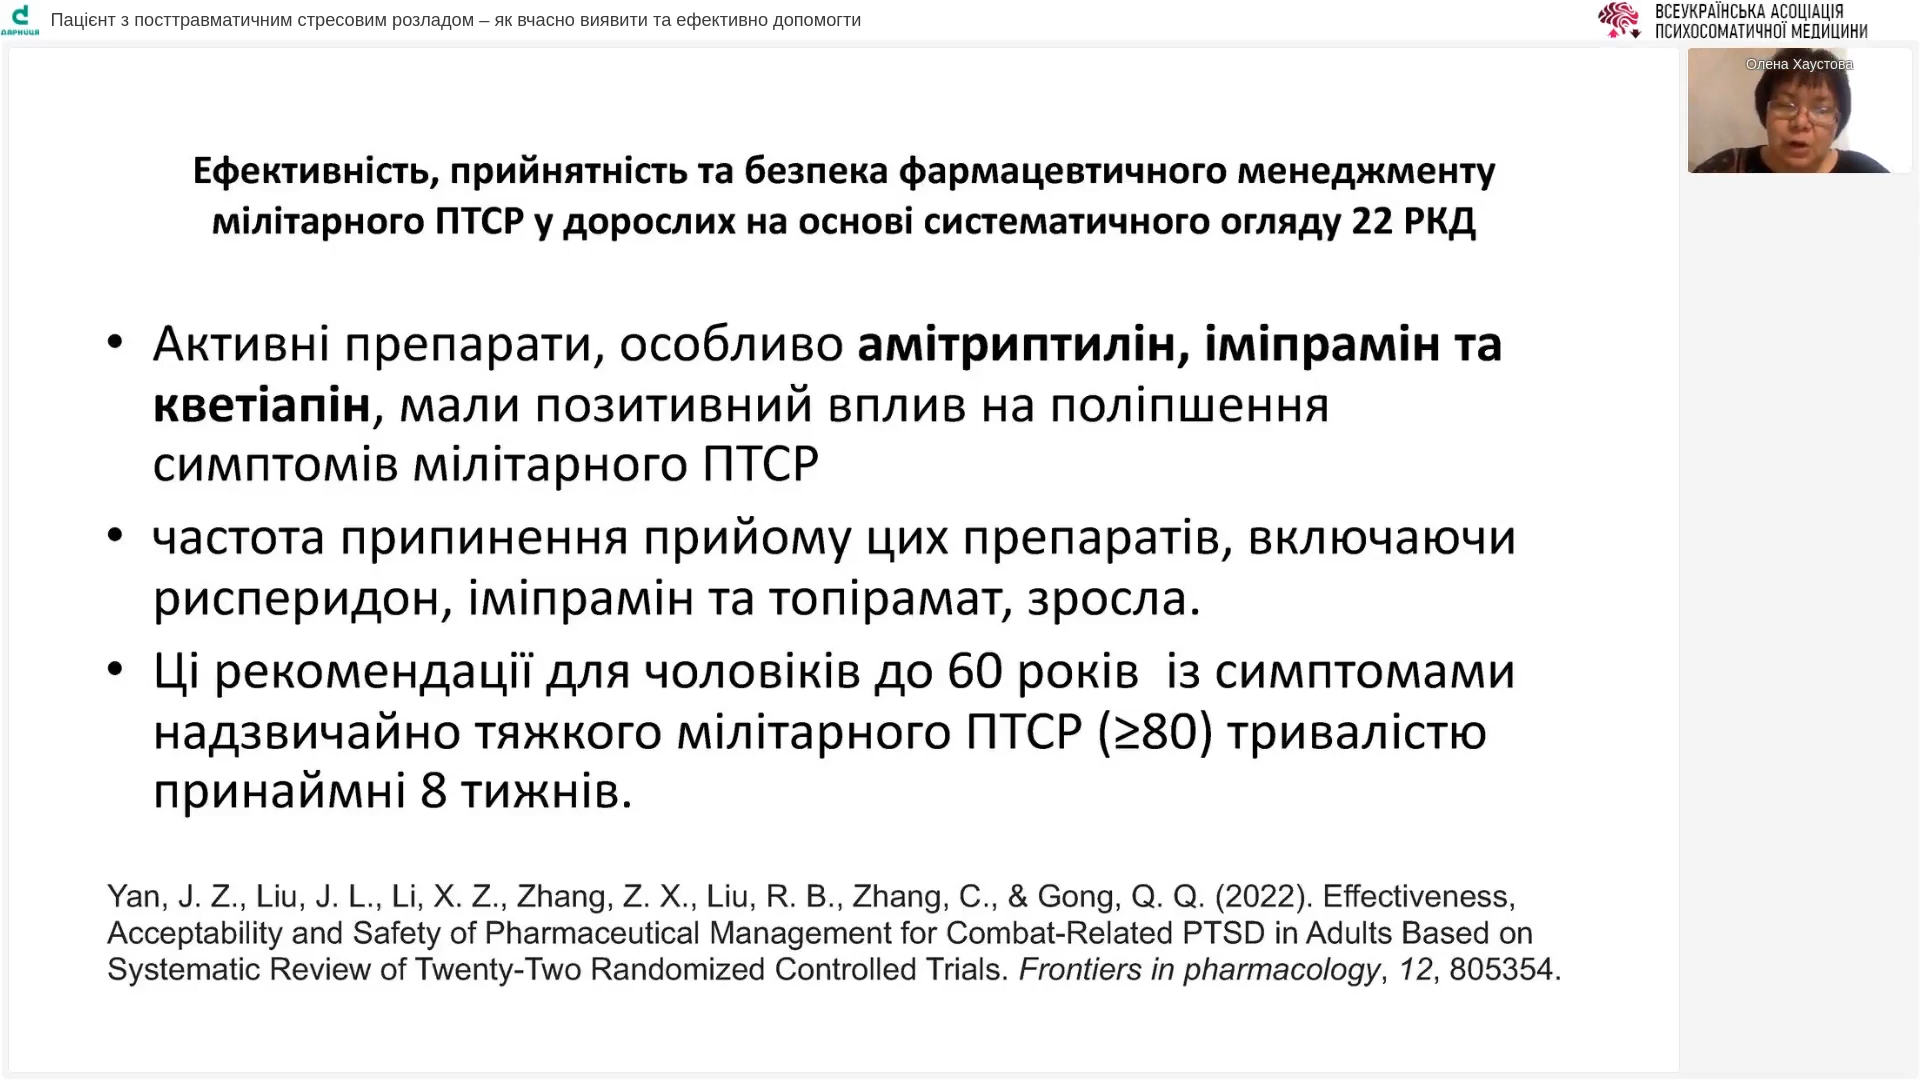 ДАРНИЦЯ
Пацієнт з посттравматичним стресовим розладом – як вчасно виявити та ефективно допомогти
ВСЕУКРАЇНСЬКА АСОЦІАЦІЯ
ПСИХОСОМАТИЧНОЇ МЕДИЦИНИ
Олена Хаустова
Ефективність, прийнятність та безпека фармацевтичного менеджменту
мілітарного ПТСР у дорослих на основі систематичного огляду 22 РКД
• Активні препарати, особливо амітриптилін, іміпрамін та
кветіапін, мали позитивний вплив на поліпшення
симптомів мілітарного ПТСР
• частота припинення прийому цих препаратів, включаючи
рисперидон, іміпрамін та топірамат, зросла.
• Ці рекомендації для чоловіків до 60 років  із симптомами
надзвичайно тяжкого мілітарного ПТСР (≥80) тривалістю
принаймні 8 тижнів.
Yan, J. Z., Liu, J. L., Li, X. Z., Zhang, Z. X., Liu, R. B., Zhang, C., & Gong, Q. Q. (2022). Effectiveness,
Acceptability and Safety of Pharmaceutical Management for Combat-Related PTSD in Adults Based on
Systematic Review of Twenty-Two Randomized Controlled Trials. Frontiers in pharmacology, 12, 805354.